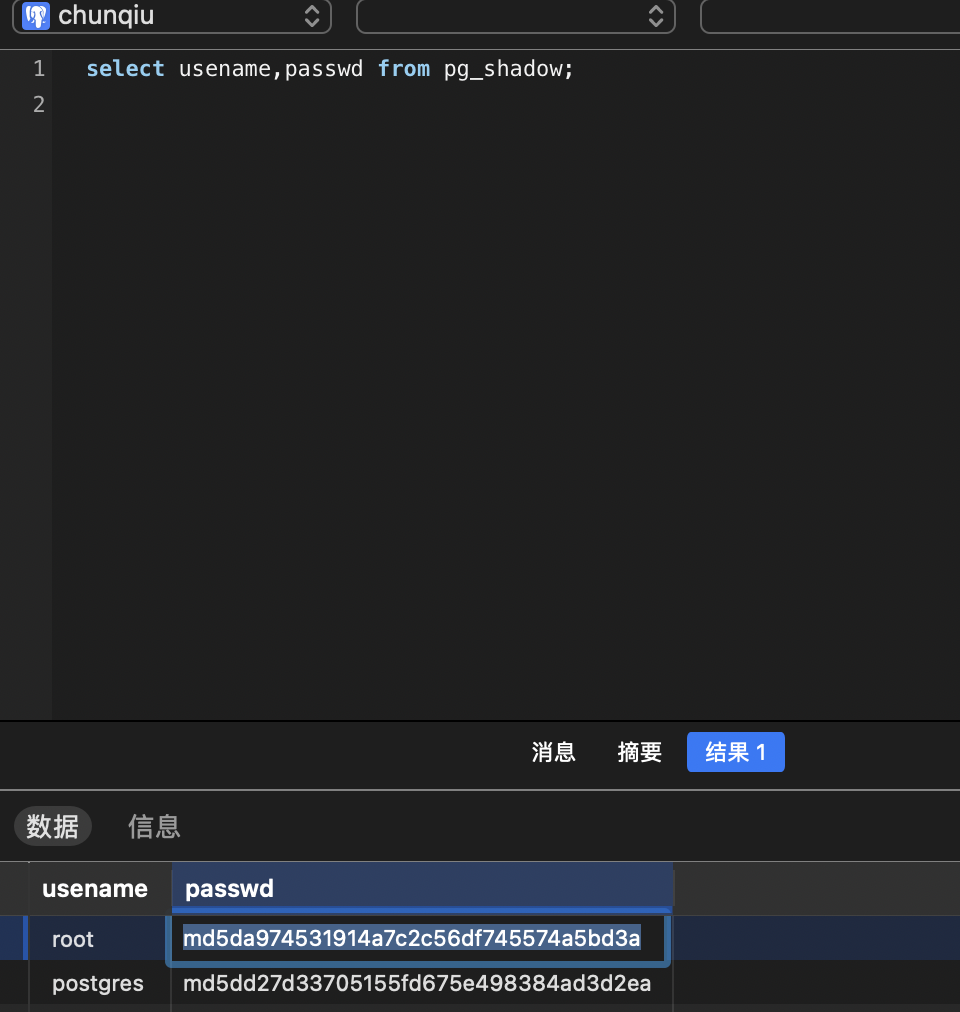 chunqiu
1 select usename,passwd from pg_shadow;
2
消息 摘要 结果 1
数据 信息
usename passwd
root md5da974531914a7c2c56df745574a5bd3a
postgres md5dd27d33705155fd675e498384ad3d2ea